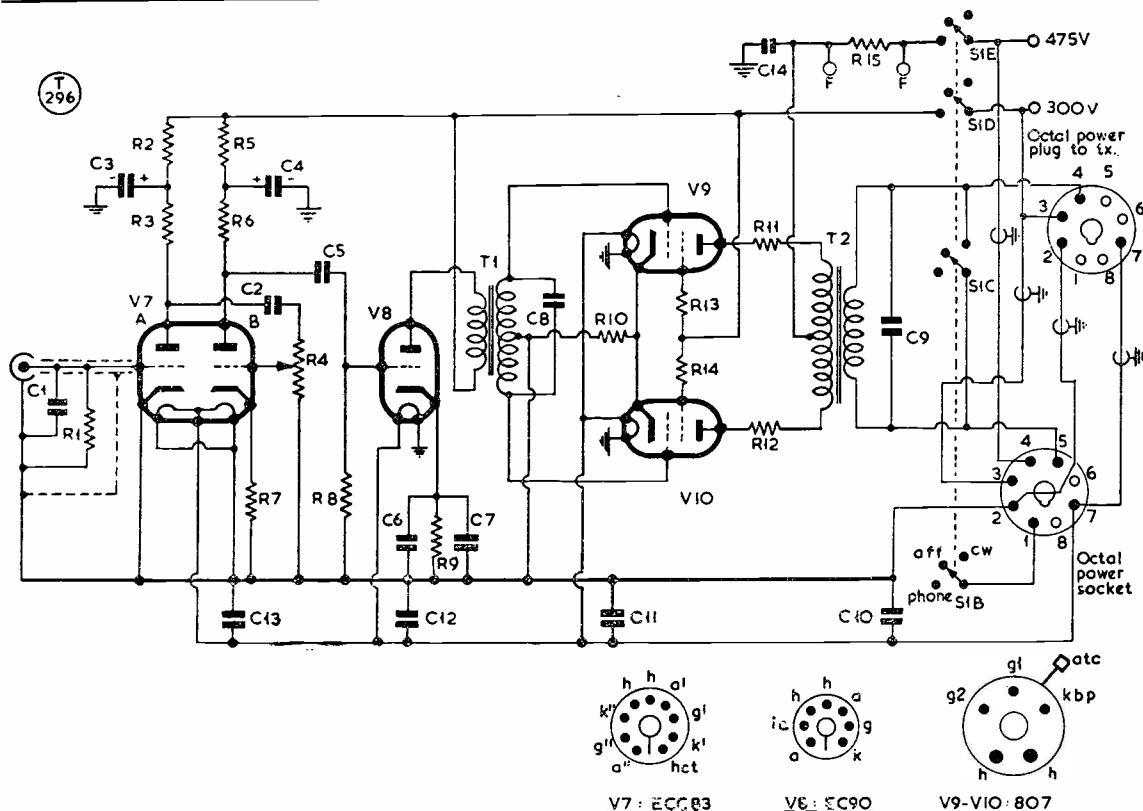 T
296
C14
R15
F
F
S1E
cw
475V
S1D
300V
Octal power
plug to tx.
R2
R5
C3
- +
C4
+ -
R3
R6
C5
V7
A
B
C2
R4
V8
T1
C8
V9
R10
R11
R13
R14
R12
V10
T2
C9
S1C
4
5
3
6
2
7
1
8
C1
R1
R7
R8
C6
R9
C7
C13
C12
C11
C10
4
5
3
6
2
7
1
8
aff
cw
phone
S1B
Octal
power
socket
h
h
a'
k"
g'
g"
k'
a"
hct
V7: ECC83
h
h
a
ic
g
a
k
V8: EC90
g1
atc
g2
kbp
h
h
V9-V10: 807